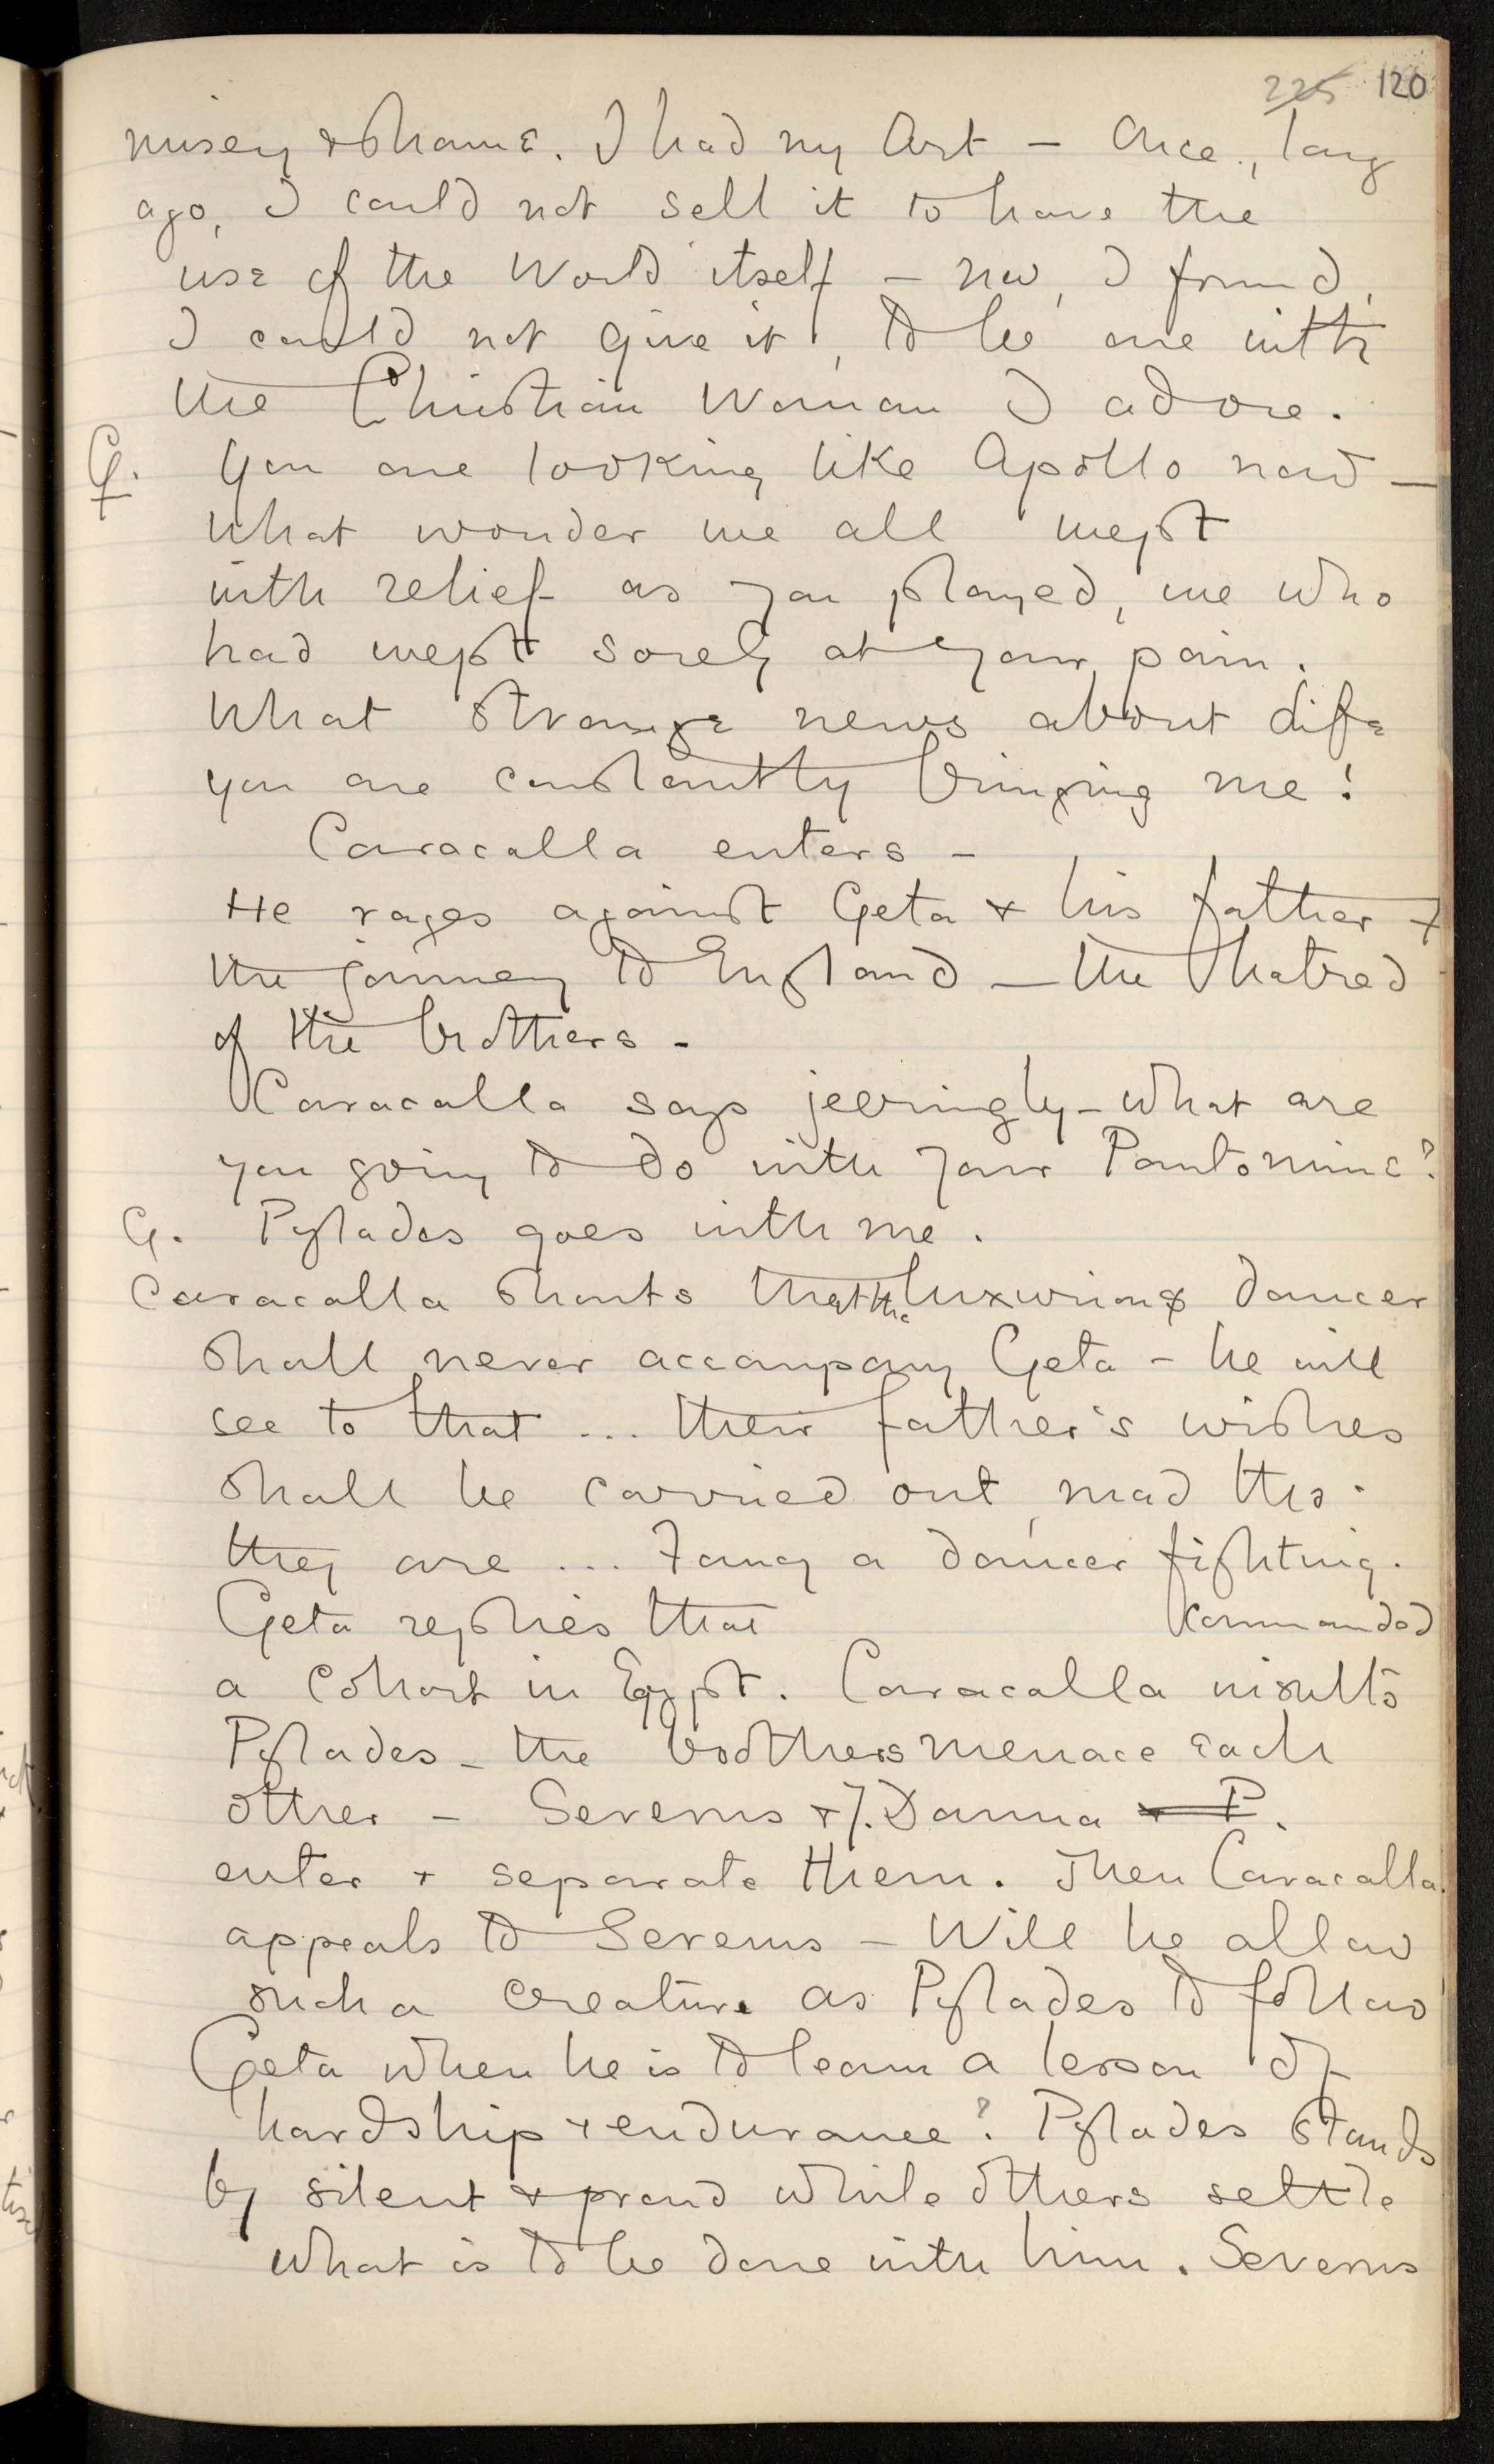 225 120
misery & shame. I had my Art – Once, long
ago, I could not sell it to have the
use of the World itself – now, I found,
I could not give it, to be one with
the Christian Woman I adore.
G. You are looking like Apollo now –
What wonder we all wept
with relief as you played, we who
had wept sorely at your pain.
What strange news about life
you are constantly bringing me!
Caracalla enters –
He rages against Geta & his father &
the journey to England – the hatred
of the brothers –
Caracalla says jeeringly – What are
you going to do with your Pantomime?
G. Pylades goes with me.
Caracalla shouts that the luxurious dancer
shall never accompany Geta – he will
see to that ... their father's wishes
shall be carried out, mad tho'
they are ... Fancy a dancer fighting.
Geta replies that Kommanded
a Cohort in Egypt. Caracalla insults
Pylades – the brothers menace each
other – Severus & J. Domna & P.
enter & separate them. Then Caracalla
appeals to Severus – Will he allow
such a creature as Pylades to follow
Geta when he is to learn a lesson of
hardship & endurance? Pylades stands
by silent & proud while others settle
what is to be done with him. Severus